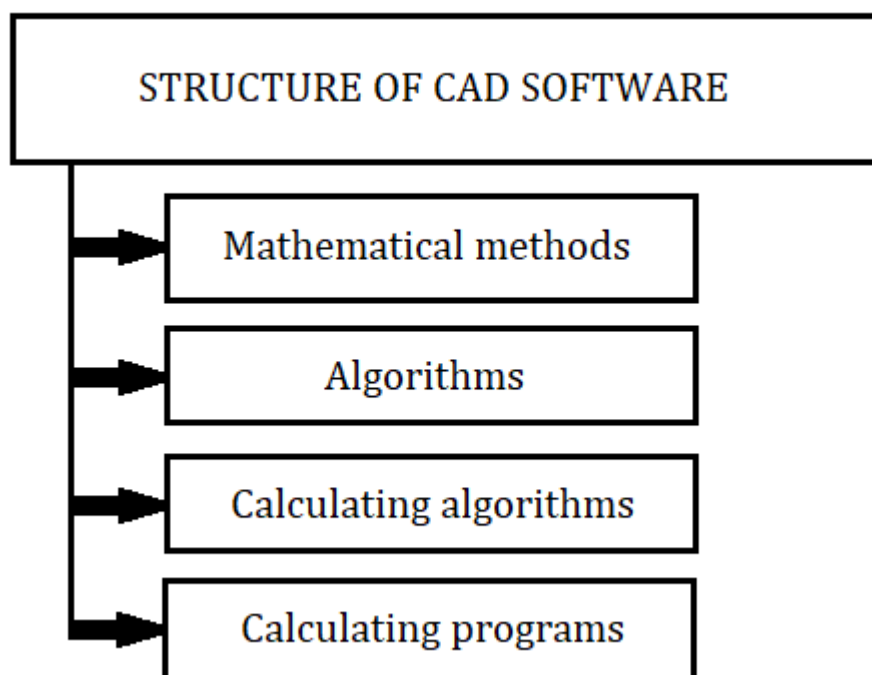 STRUCTURE OF CAD SOFTWARE
Mathematical methods
Algorithms
Calculating algorithms
Calculating programs